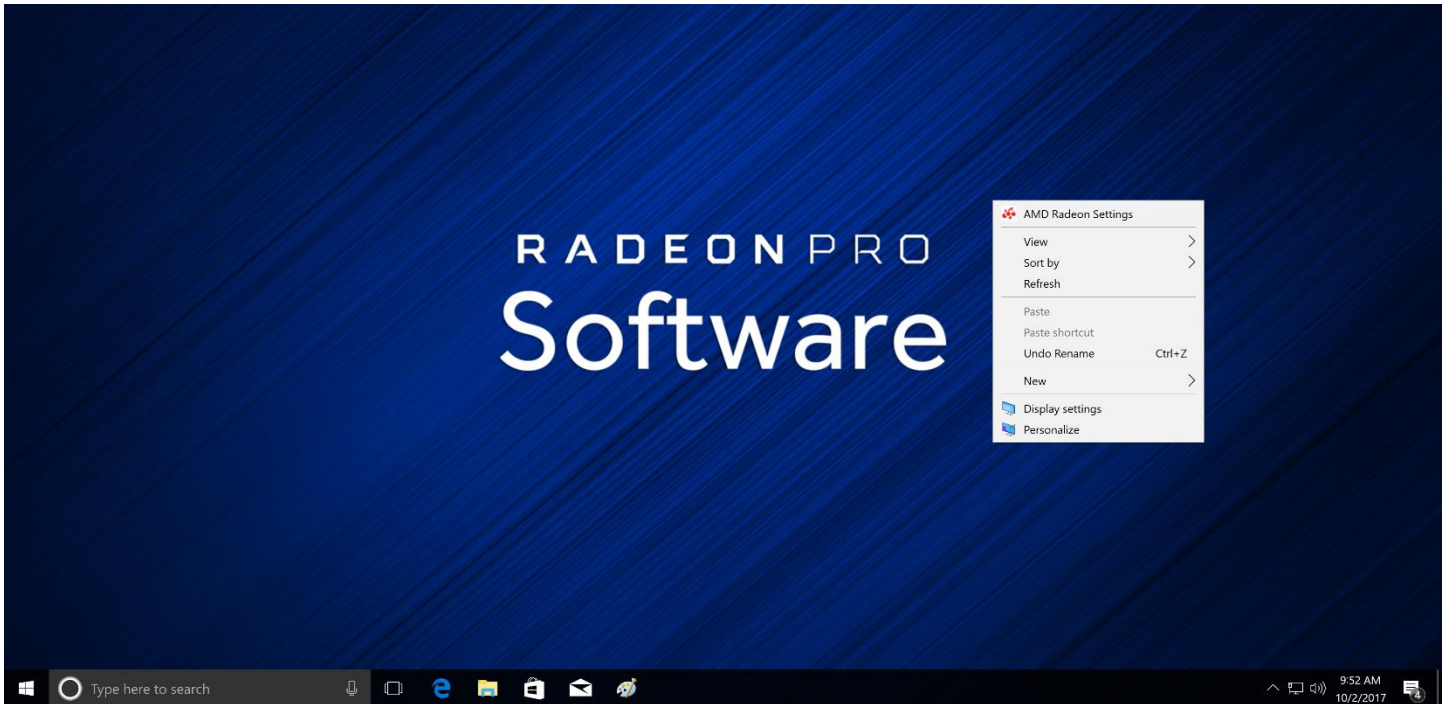 RADEON PRO
Software
AMD Radeon Settings
View
Sort by
Refresh
Paste
Paste shortcut
Undo Rename Ctrl+Z
New
Display settings
Personalize
Type here to search
9:52 AM
10/2/2017
4